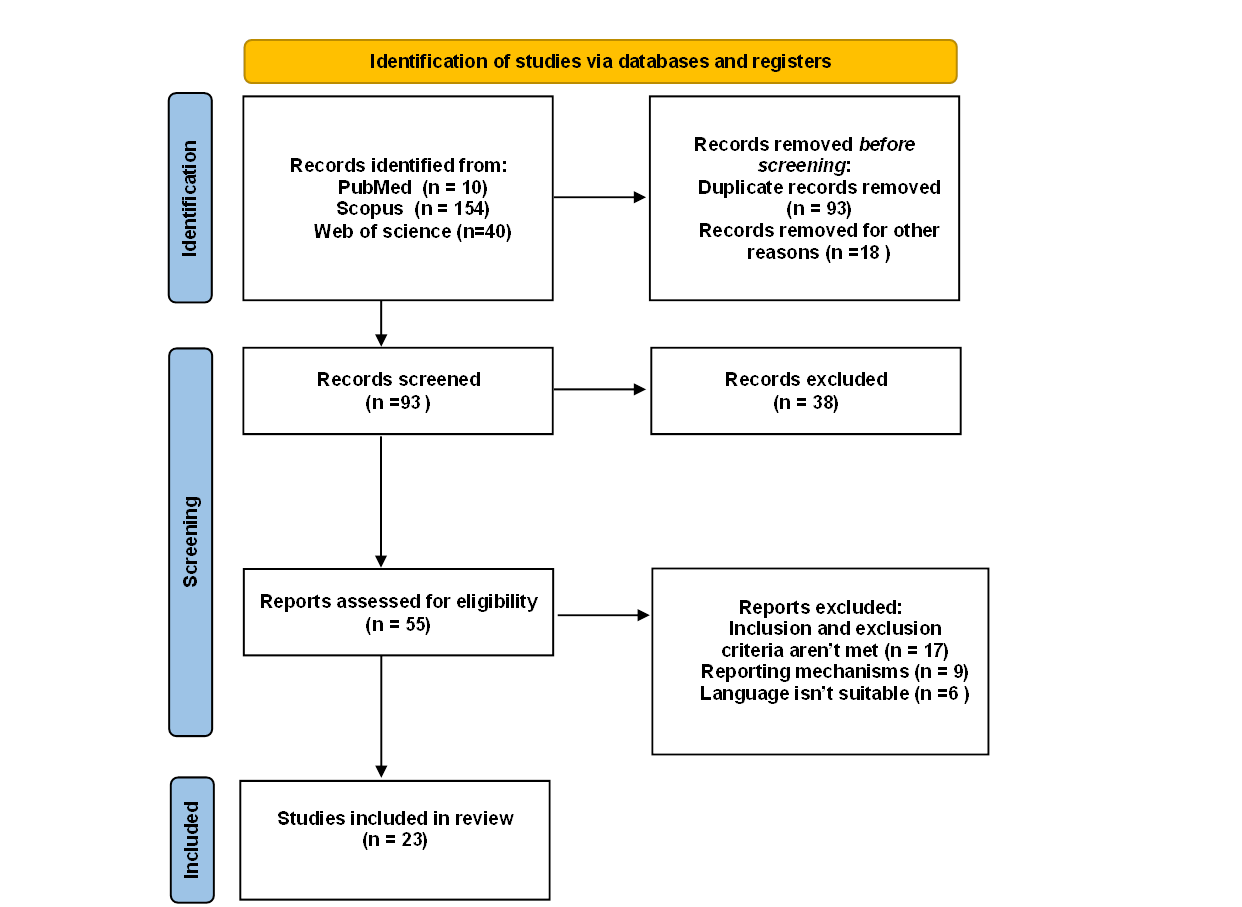 Identification of studies via databases and registers
Identification
Records identified from:
PubMed (n = 10)
Scopus (n = 154)
Web of science (n=40)
Records removed before
screening:
Duplicate records removed
(n = 93)
Records removed for other
reasons (n =18 )
Screening
Records screened
(n =93 )
Records excluded
(n = 38)
Reports assessed for eligibility
(n = 55)
Reports excluded:
Inclusion and exclusion
criteria aren't met (n = 17)
Reporting mechanisms (n = 9)
Language isn't suitable (n =6 )
Included
Studies included in review
(n = 23)